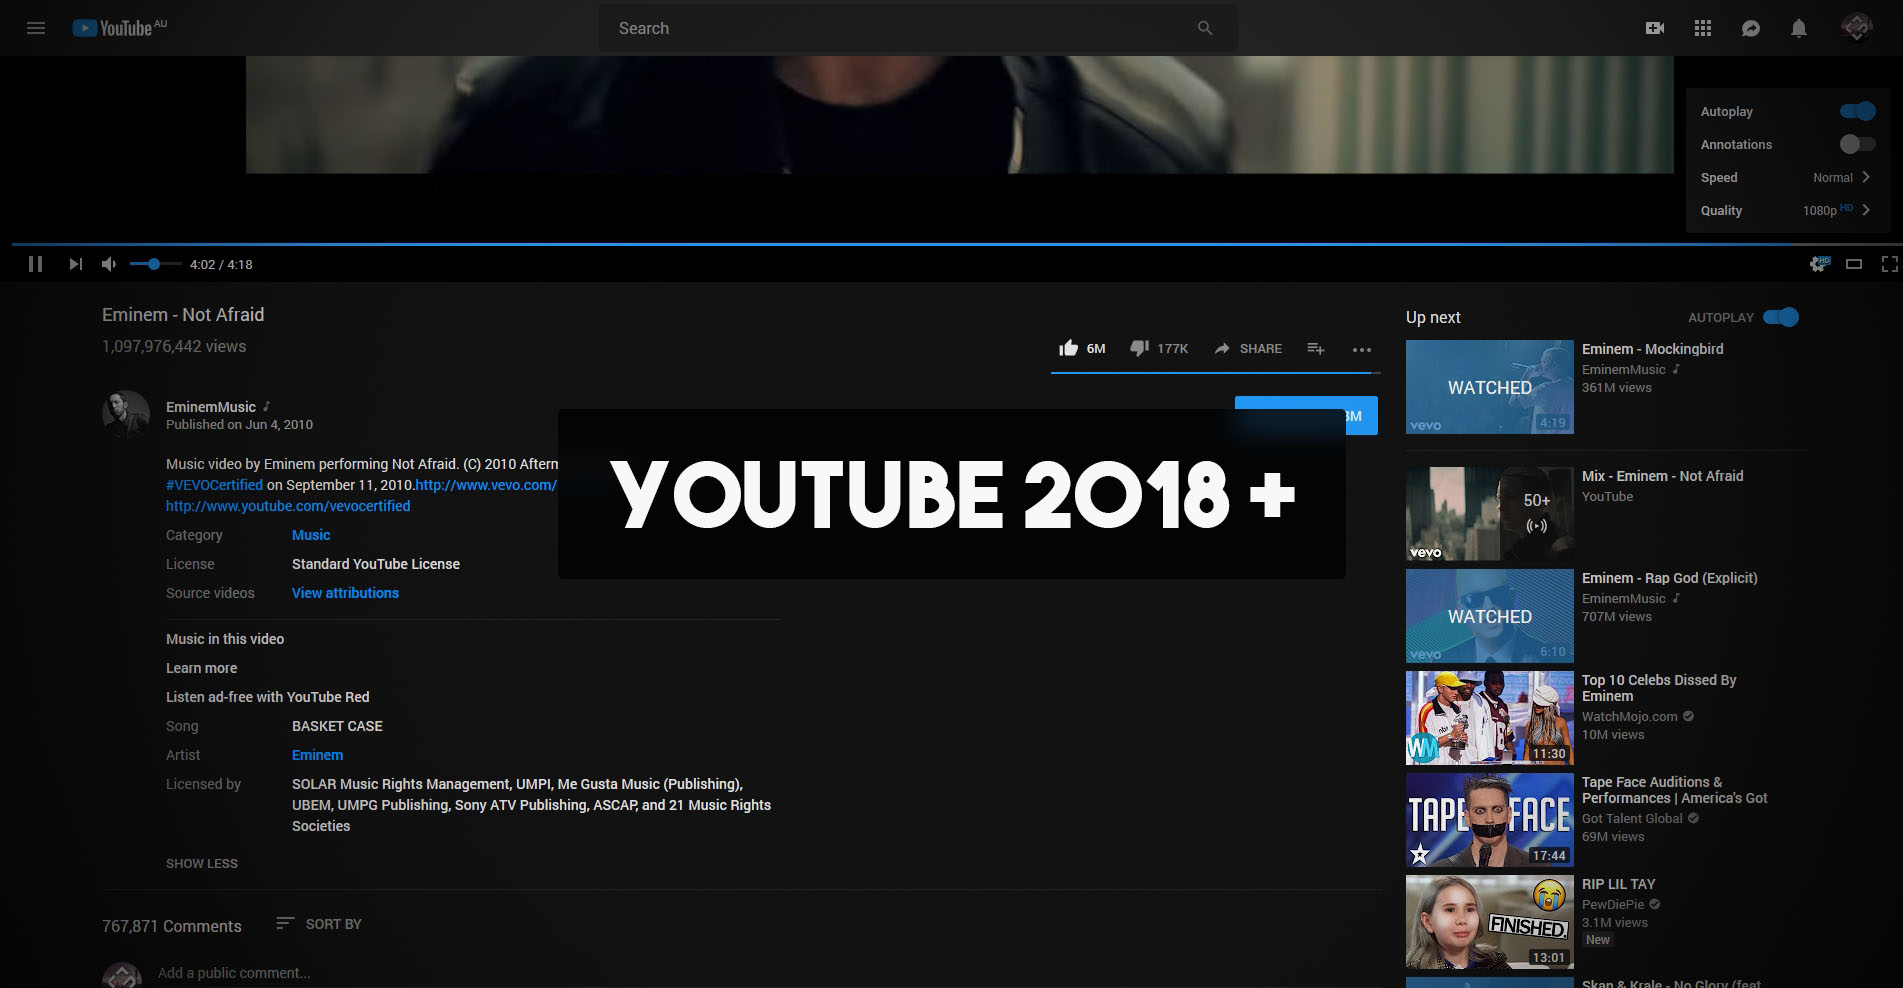 YouTube AU
Search
Autoplay
Annotations
Speed Normal
Quality 1080p HD
4:02 / 4:18
HD
Eminem - Not Afraid
1,097,976,442 views
6M 177K SHARE
EminemMusic
Published on Jun 4, 2010
Music video by Eminem performing Not Afraid. (C) 2010
#VEVOCertified on September 11, 2010.http://www.vevo.com/
http://www.youtube.com/vevocertified
Category Music
License Standard YouTube License
Source videos View attributions
Music in this video
Learn more
Listen ad-free with YouTube Red
Song BASKET CASE
Artist Eminem
Licensed by SOLAR Music Rights Management, UMPI, Me Gusta Music (Publishing),
UBEM, UMPG Publishing, Sony ATV Publishing, ASCAP, and 21 Music Rights
Societies
SHOW LESS
767,871 Comments SORT BY
Add a public comment...
YOUTUBE 2018 +
Up next AUTOPLAY
WATCHED
vevo 4:19
Eminem - Mockingbird
EminemMusic
361M views
50+
vevo
Mix - Eminem - Not Afraid
YouTube
WATCHED
vevo 6:10
Eminem - Rap God (Explicit)
EminemMusic
707M views
WM 11:30
Top 10 Celebs Dissed By
Eminem
WatchMojo.com
10M views
TAPE FACE
17:44
Tape Face Auditions &
Performances | America's Got
Got Talent Global
69M views
FINISHED.
13:01
RIP LIL TAY
PewDiePie
3.1M views
New
Skan & Krale - No Glory (feat